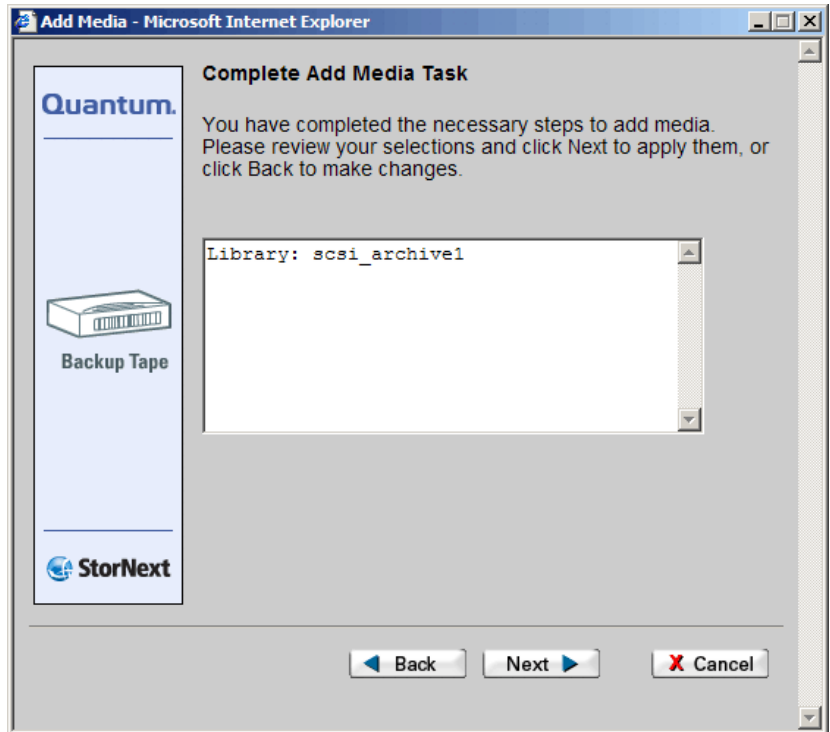 Add Media - Microsoft Internet Explorer
Quantum.
Complete Add Media Task
You have completed the necessary steps to add media.
Please review your selections and click Next to apply them, or
click Back to make changes.
Library: scsi_archive1
Backup Tape
StorNext
Back
Next
X Cancel